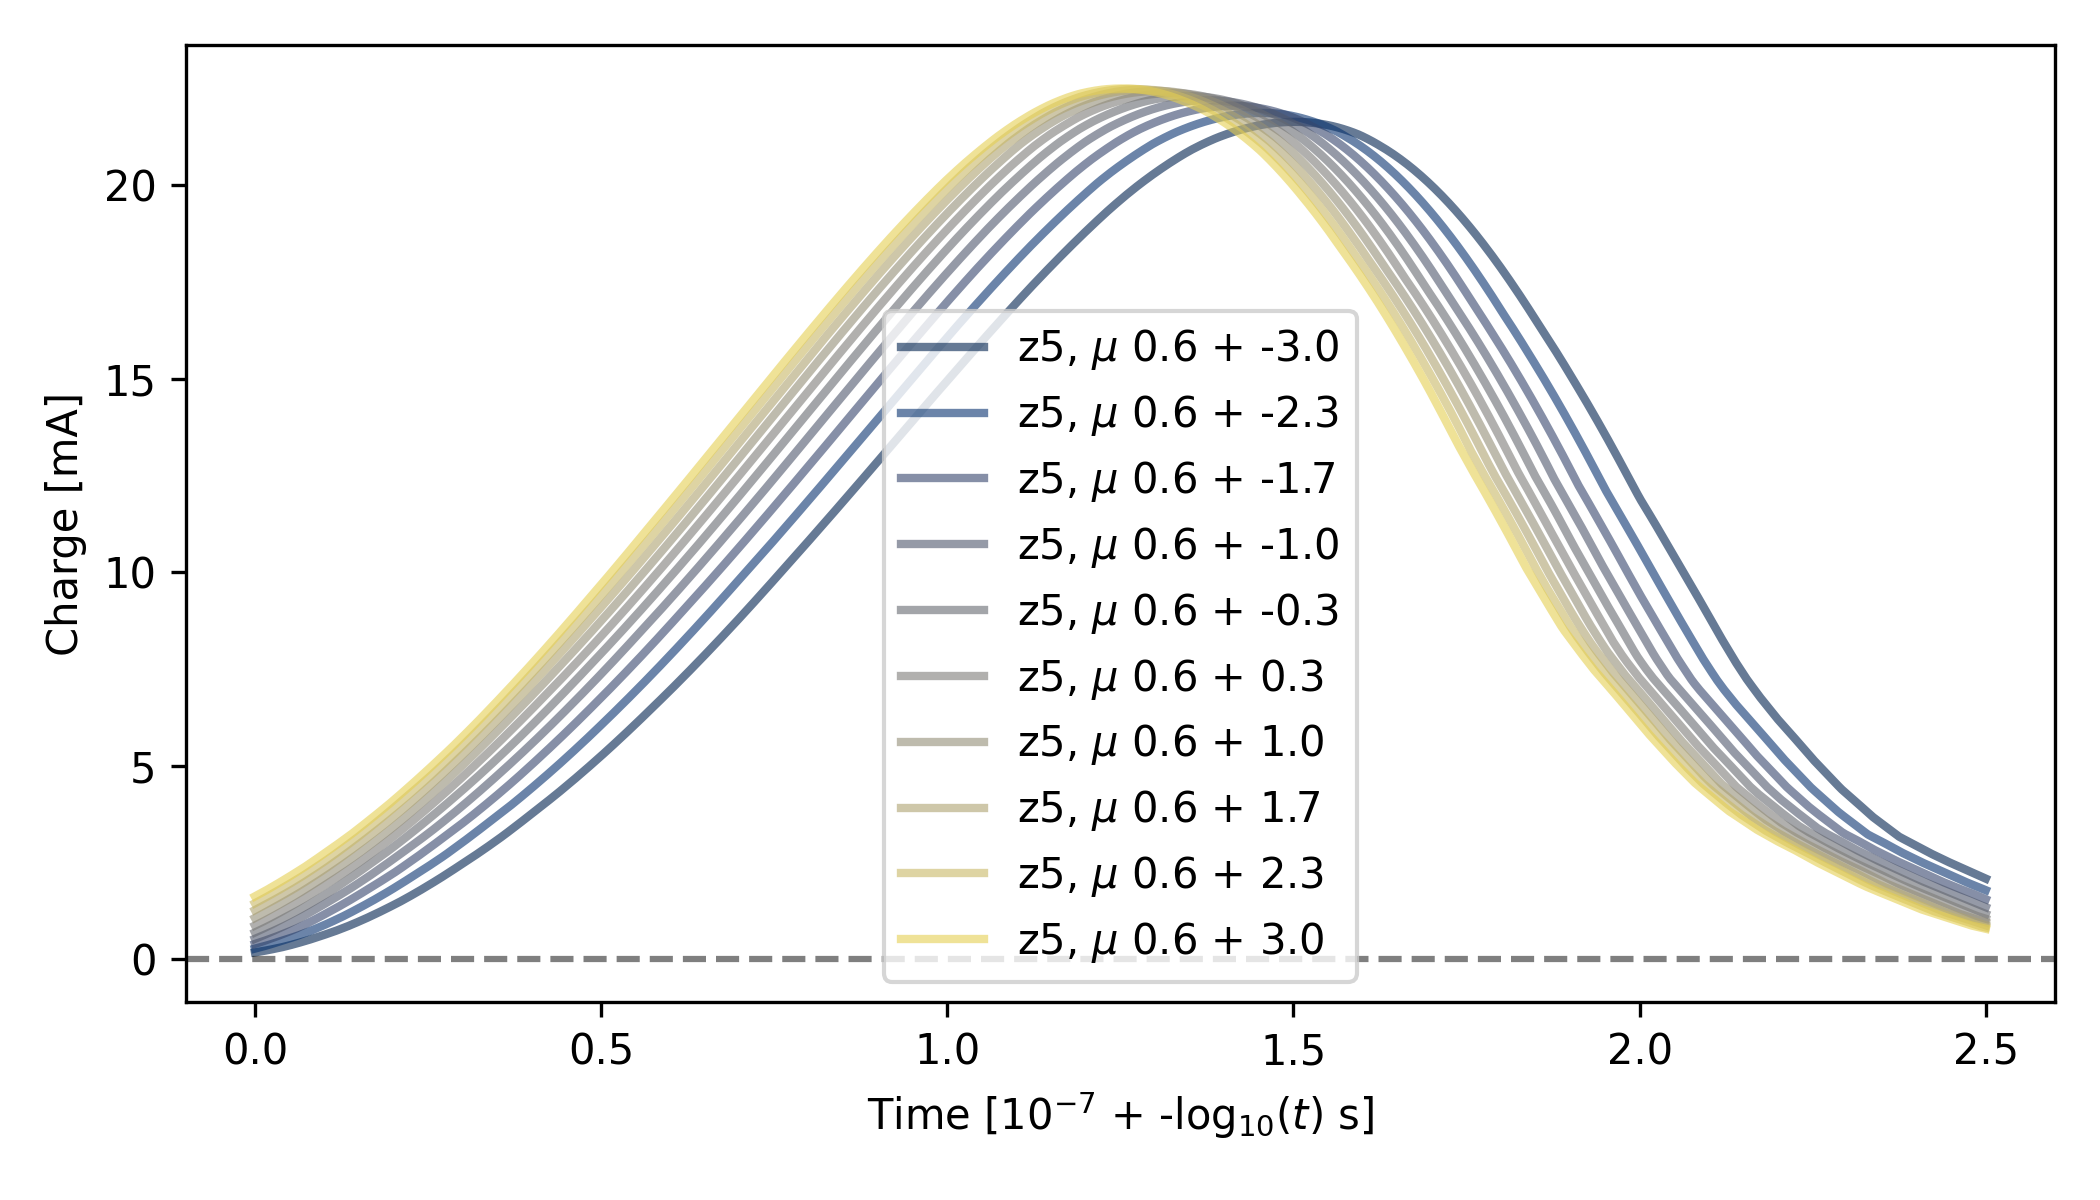 Charge [mA]
20
15
10
5
0
z5, μ 0.6 + -3.0
z5, μ 0.6 + -2.3
z5, μ 0.6 + -1.7
z5, μ 0.6 + -1.0
z5, μ 0.6 + -0.3
z5, μ 0.6 + 0.3
z5, μ 0.6 + 1.0
z5, μ 0.6 + 1.7
z5, μ 0.6 + 2.3
z5, μ 0.6 + 3.0
0.0 0.5 1.0 1.5 2.0 2.5
Time [10⁻⁷ + -log₁₀(t) s]